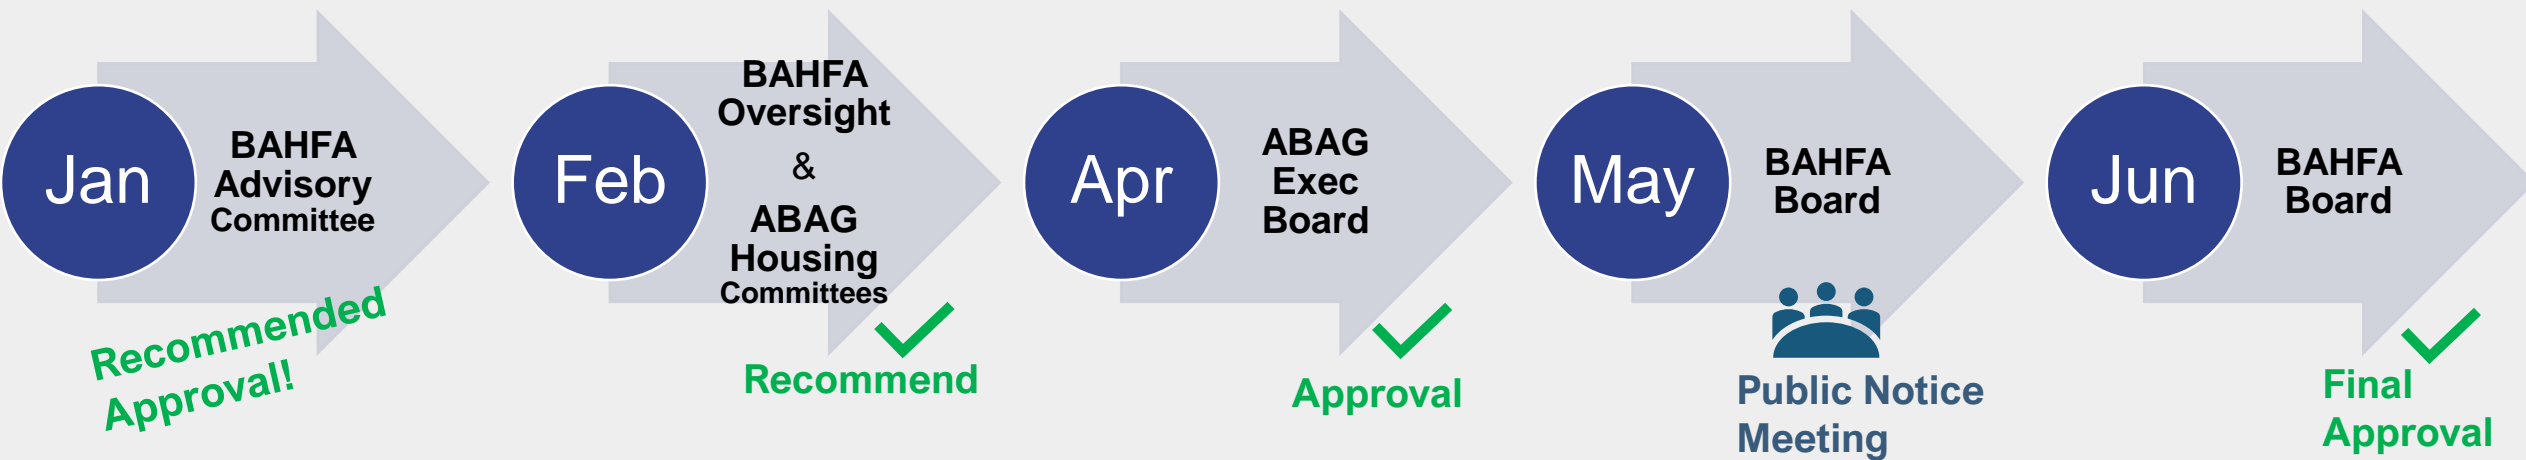 Jan
BAHFA
Advisory
Committee
Recommended
Approval!
Feb
BAHFA
Oversight
&
ABAG
Housing
Committees
Recommend
Apr
ABAG
Exec
Board
Approval
May
BAHFA
Board
Public Notice
Meeting
Jun
BAHFA
Board
Final
Approval